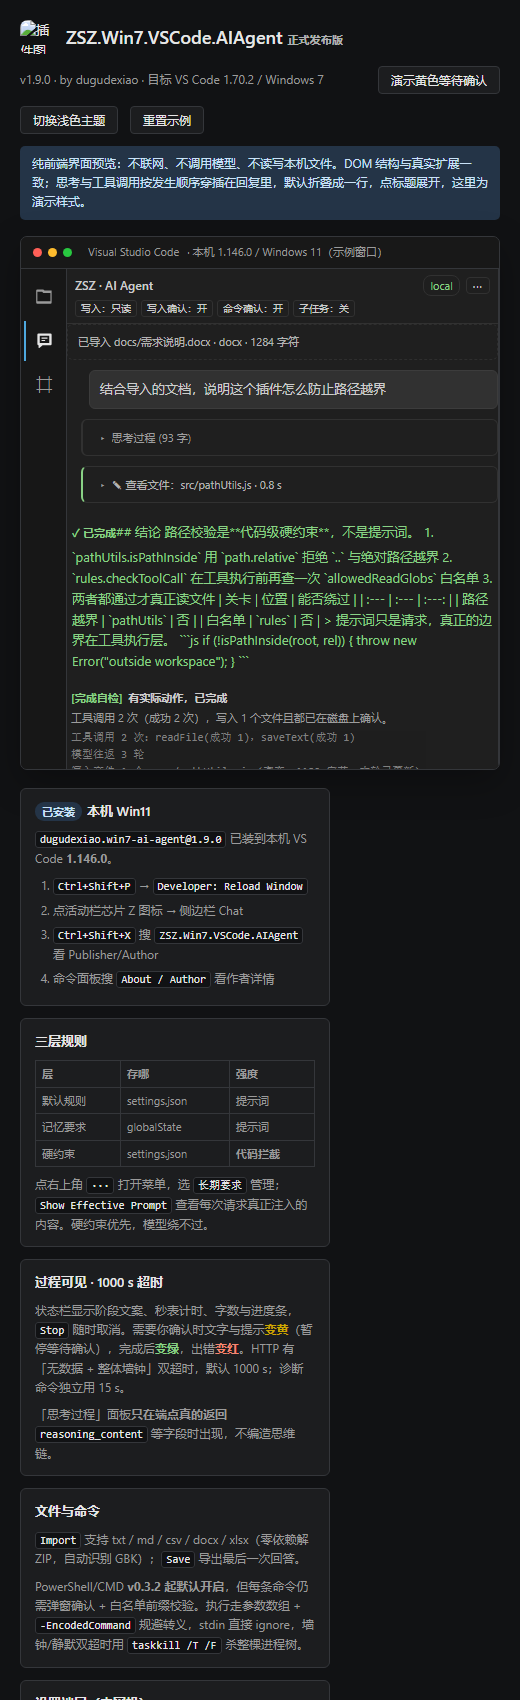 插件图
ZSZ.Win7.VSCode.AIAgent 正式发布版
v1.9.0 · by dugudexiao · 目标 VS Code 1.70.2 / Windows 7
演示黄色等待确认
切换浅色主题
重置示例
纯前端界面预览：不联网、不调用模型、不读写本机文件。DOM 结构与真实扩展一
致；思考与工具调用按发生顺序穿插在回复里，默认折叠成一行，点标题展开，这里为
演示样式。
Visual Studio Code · 本机 1.146.0 / Windows 11（示例窗口）
ZSZ · AI Agent
local
···
写入：只读
写入确认：开
命令确认：开
子任务：关
已导入 docs/需求说明.docx · docx · 1284 字符
结合导入的文档，说明这个插件怎么防止路径越界
▸ 思考过程 (93 字)
▸ ✎ 查看文件：src/pathUtils.js · 0.8 s
✓ 已完成## 结论 路径校验是**代码级硬约束**，不是提示词。 1.
`pathUtils.isPathInside` 用 `path.relative` 拒绝 `..` 与绝对路径越界 2.
`rules.checkToolCall` 在工具执行前再查一次 `allowedReadGlobs` 白名单 3.
两者都通过才真正读文件 | 关卡 | 位置 | 能否绕过 | | :--- | :--- | :---: | | 路径
越界 | `pathUtils` | 否 | | 白名单 | `rules` | 否 | > 提示词只是请求，真正的边
界在工具执行层。 ```js if (!isPathInside(root, rel)) { throw new
Error("outside workspace"); } ```
[完成自检] 有实际动作，已完成
工具调用 2 次（成功 2 次），写入 1 个文件且都已在磁盘上确认。
工具调用 2 次：readFile(成功 1)，saveText(成功 1)
模型往返 3 轮
已安装 本机 Win11
dugudexiao.win7-ai-agent@1.9.0 已装到本机 VS
Code 1.146.0。
1. Ctrl+Shift+P → Developer: Reload Window
2. 点活动栏芯片 Z 图标 → 侧边栏 Chat
3. Ctrl+Shift+X 搜 ZSZ.Win7.VSCode.AIAgent
看 Publisher/Author
4. 命令面板搜 About / Author 看作者详情
三层规则
层 存哪 强度
默认规则 settings.json 提示词
记忆要求 globalState 提示词
硬约束 settings.json 代码拦截
点右上角 ··· 打开菜单，选 长期要求 管理；
Show Effective Prompt 查看每次请求真正注入的
内容。硬约束优先，模型绕不过。
过程可见 · 1000 s 超时
状态栏显示阶段文案、秒表计时、字数与进度条，
Stop 随时取消。需要你确认时文字与提示变黄（暂
停等待确认），完成后变绿，出错变红。HTTP 有
「无数据 + 整体墙钟」双超时，默认 1000 s；诊断
命令独立用 15 s。
「思考过程」面板只在端点真的返回
reasoning_content 等字段时出现，不编造思维
链。
文件与命令
Import 支持 txt / md / csv / docx / xlsx（零依赖解
ZIP，自动识别 GBK）；Save 导出最后一次回答。
PowerShell/CMD v0.3.2 起默认开启，但每条命令仍
需弹窗确认 + 白名单前缀校验。执行走参数数组 +
-EncodedCommand 规避转义，stdin 直接 ignore，墙
钟/静默双超时用 taskkill /T /F 杀整棵进程树。